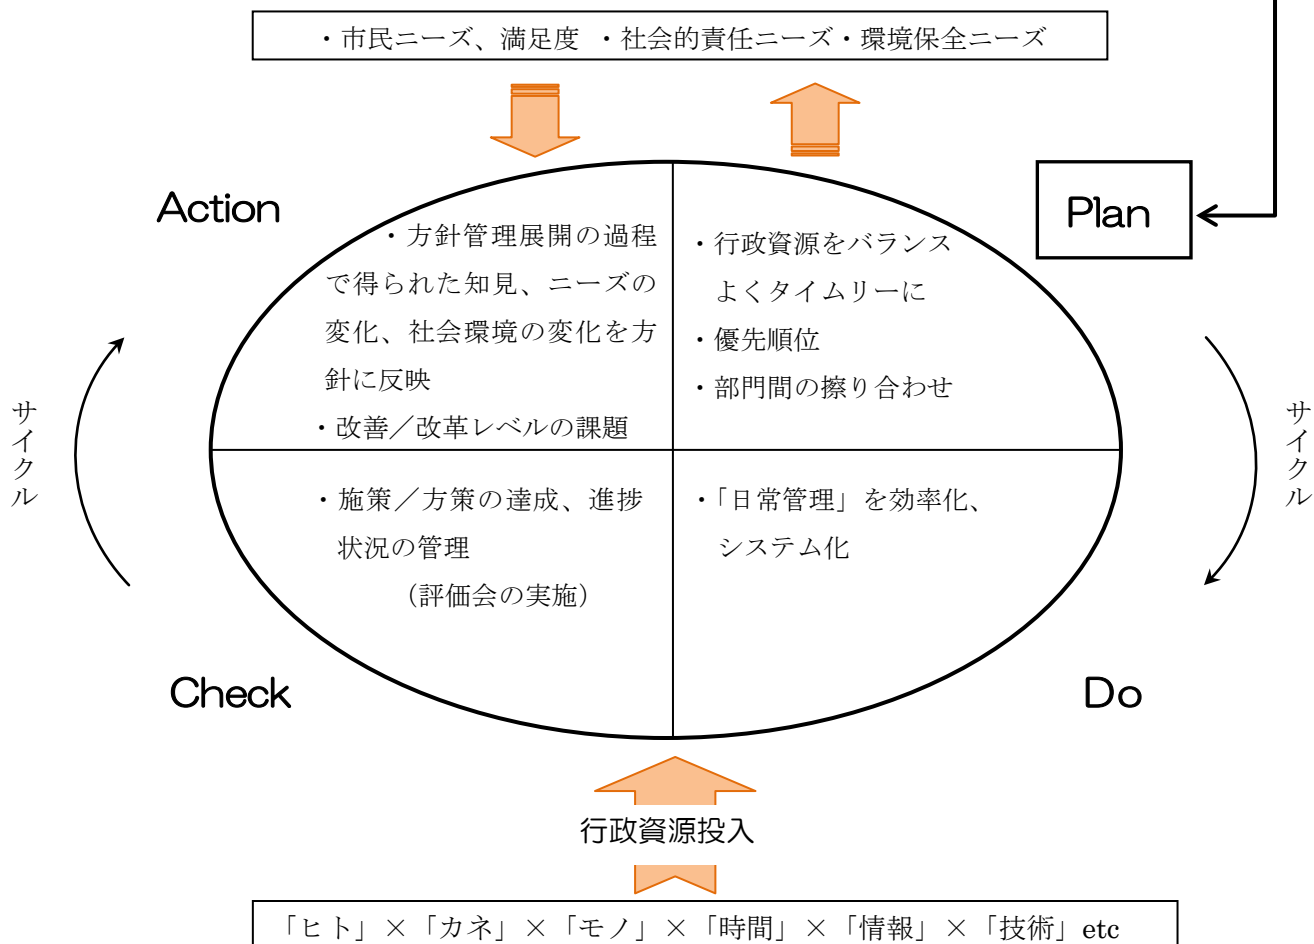 ・市民ニーズ、満足度 ・社会的責任ニーズ・環境保全ニーズ
Action
Plan
・方針管理展開の過程
で得られた知見、ニーズの
変化、社会環境の変化を方
針に反映
・改善／改革レベルの課題
・行政資源をバランス
よくタイムリーに
・優先順位
・部門間の擦り合わせ
サイクル
サイクル
・施策／方策の達成、進捗
状況の管理
（評価会の実施）
・「日常管理」を効率化、
システム化
Check
Do
行政資源投入
「ヒト」×「カネ」×「モノ」×「時間」×「情報」×「技術」etc